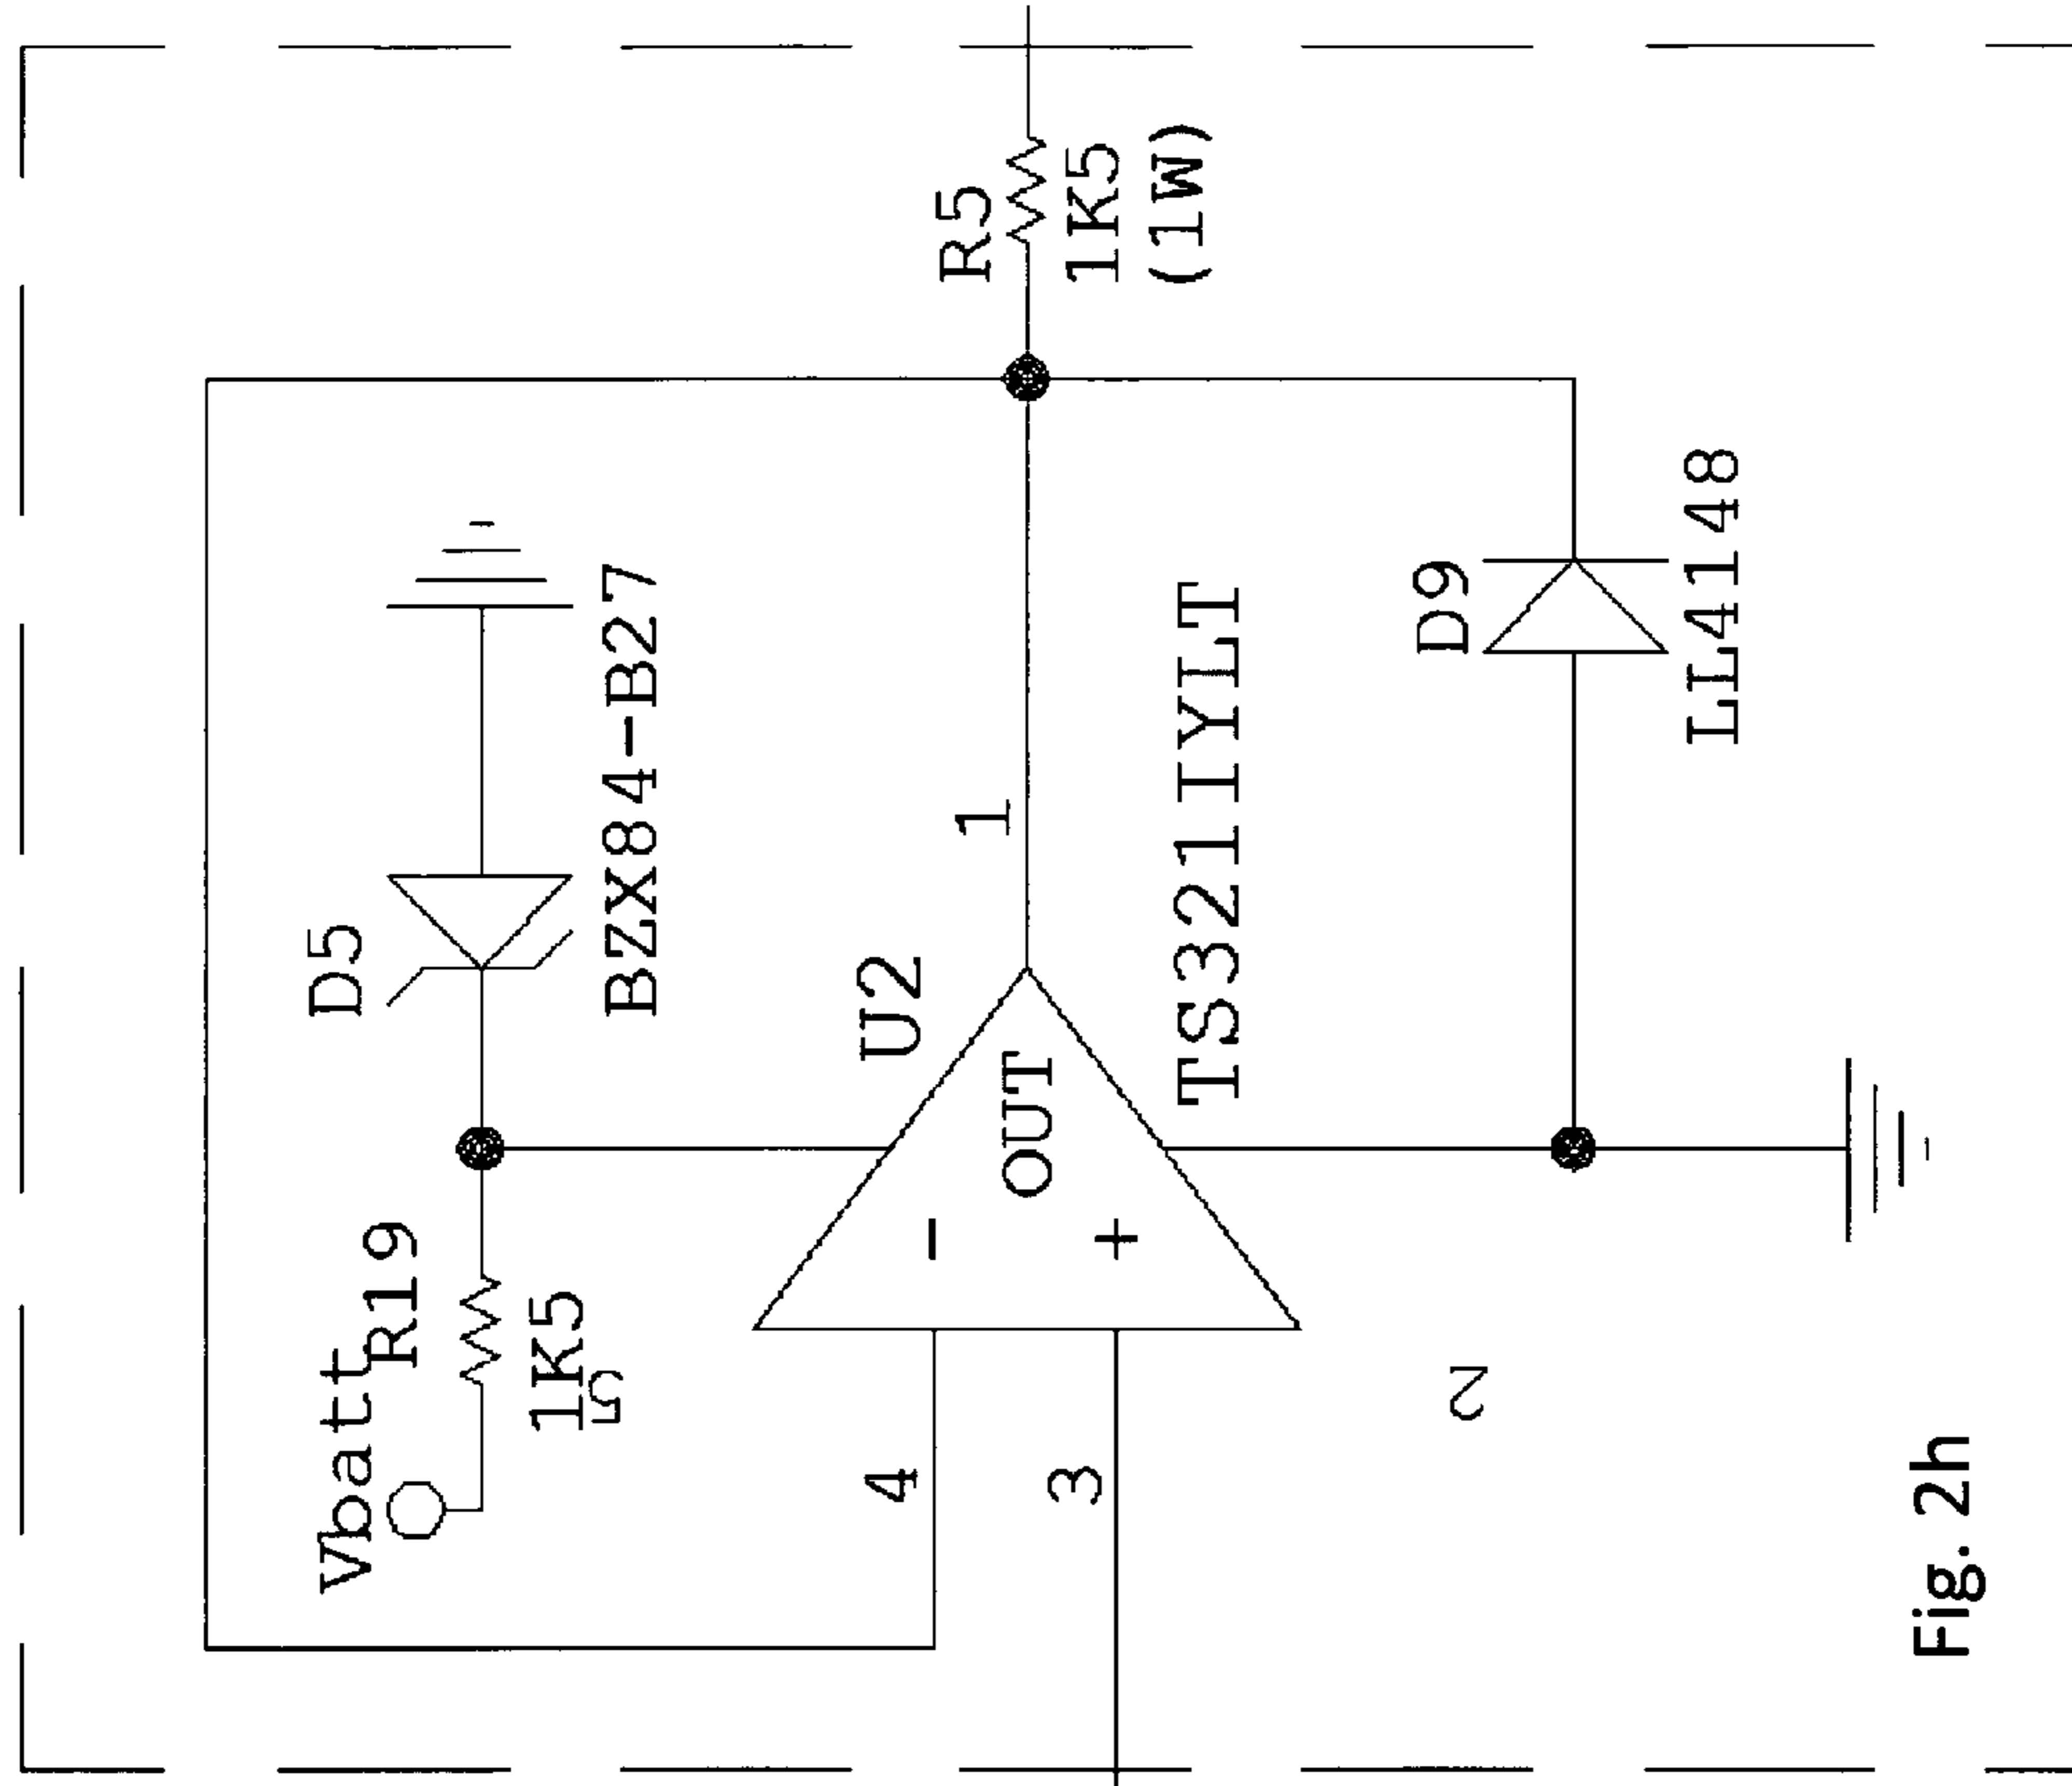 Vbatt
R19
1K5
5
D5
BZX84-B27
U2
1
OUT
-
+
4
3
2
TS321IYLT
R5
1K5
(1W)
D9
LL4148
Fig. 2h